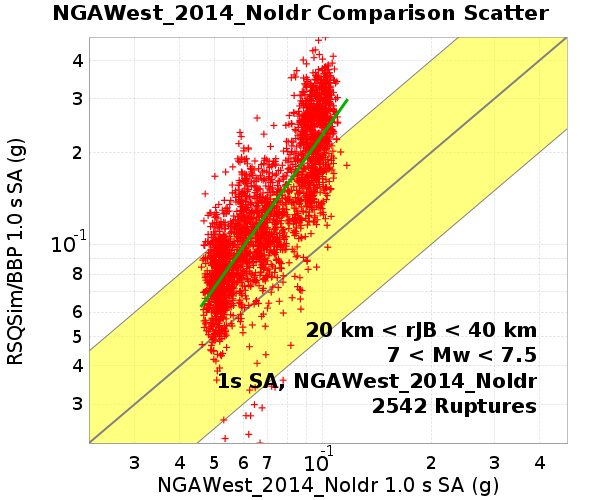 NGAWest_2014_NoIdr Comparison Scatter
RSQSim/BBP 1.0 s SA (g)
4
3
2
10-1
8
6
5
4
3
20 km < rJB < 40 km
7 < Mw < 7.5
1s SA, NGAWest_2014_NoIdr
2542 Ruptures
3 4 5 6 7 10-1 2 3 4
NGAWest_2014_NoIdr 1.0 s SA (g)